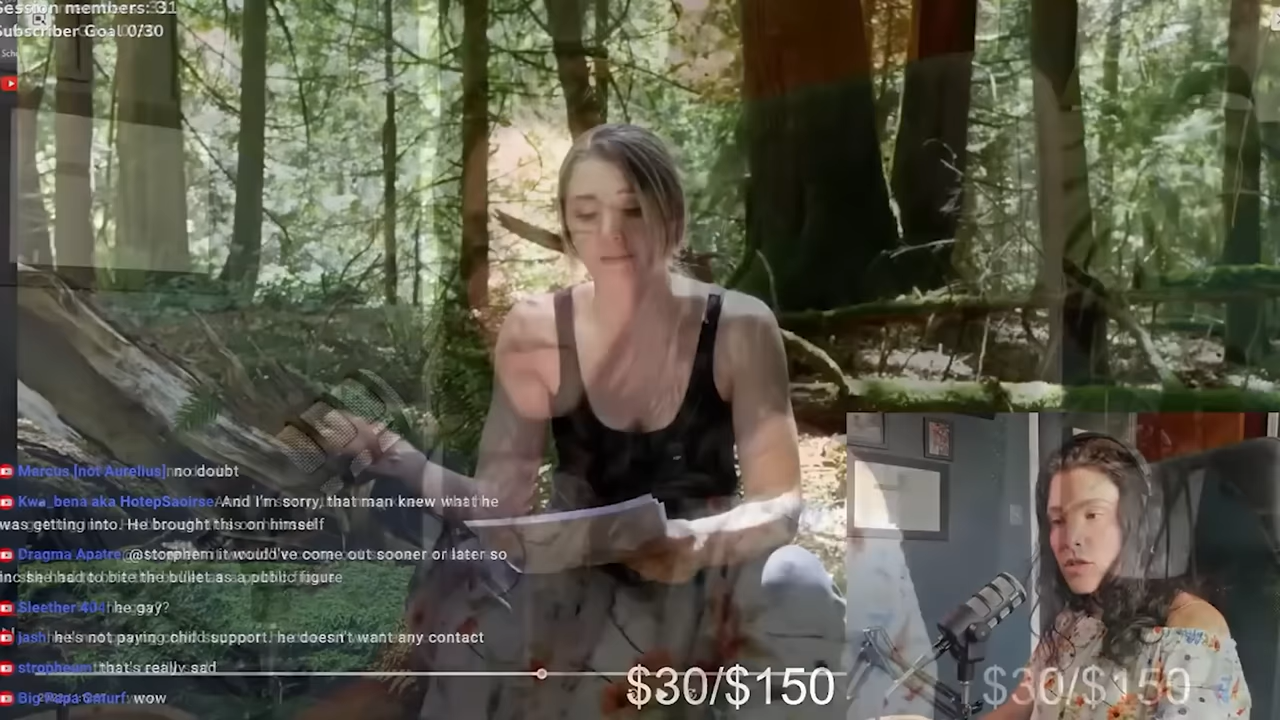 Session members: 31
Subscriber Goal 0/30
Marcus [not Aurelius] no doubt
Kwa_bena aka HotepSaoirse And I'm sorry, that man knew what he
was getting into. He brought this on himself
Dragma Apatre @strophem it would've come out sooner or later so
she had to bite the bullet as a public figure
Sleether 404 he gay?
jash he's not paying child support. he doesn't want any contact
strophem that's really sad
wow
$30/$150
$30/$150